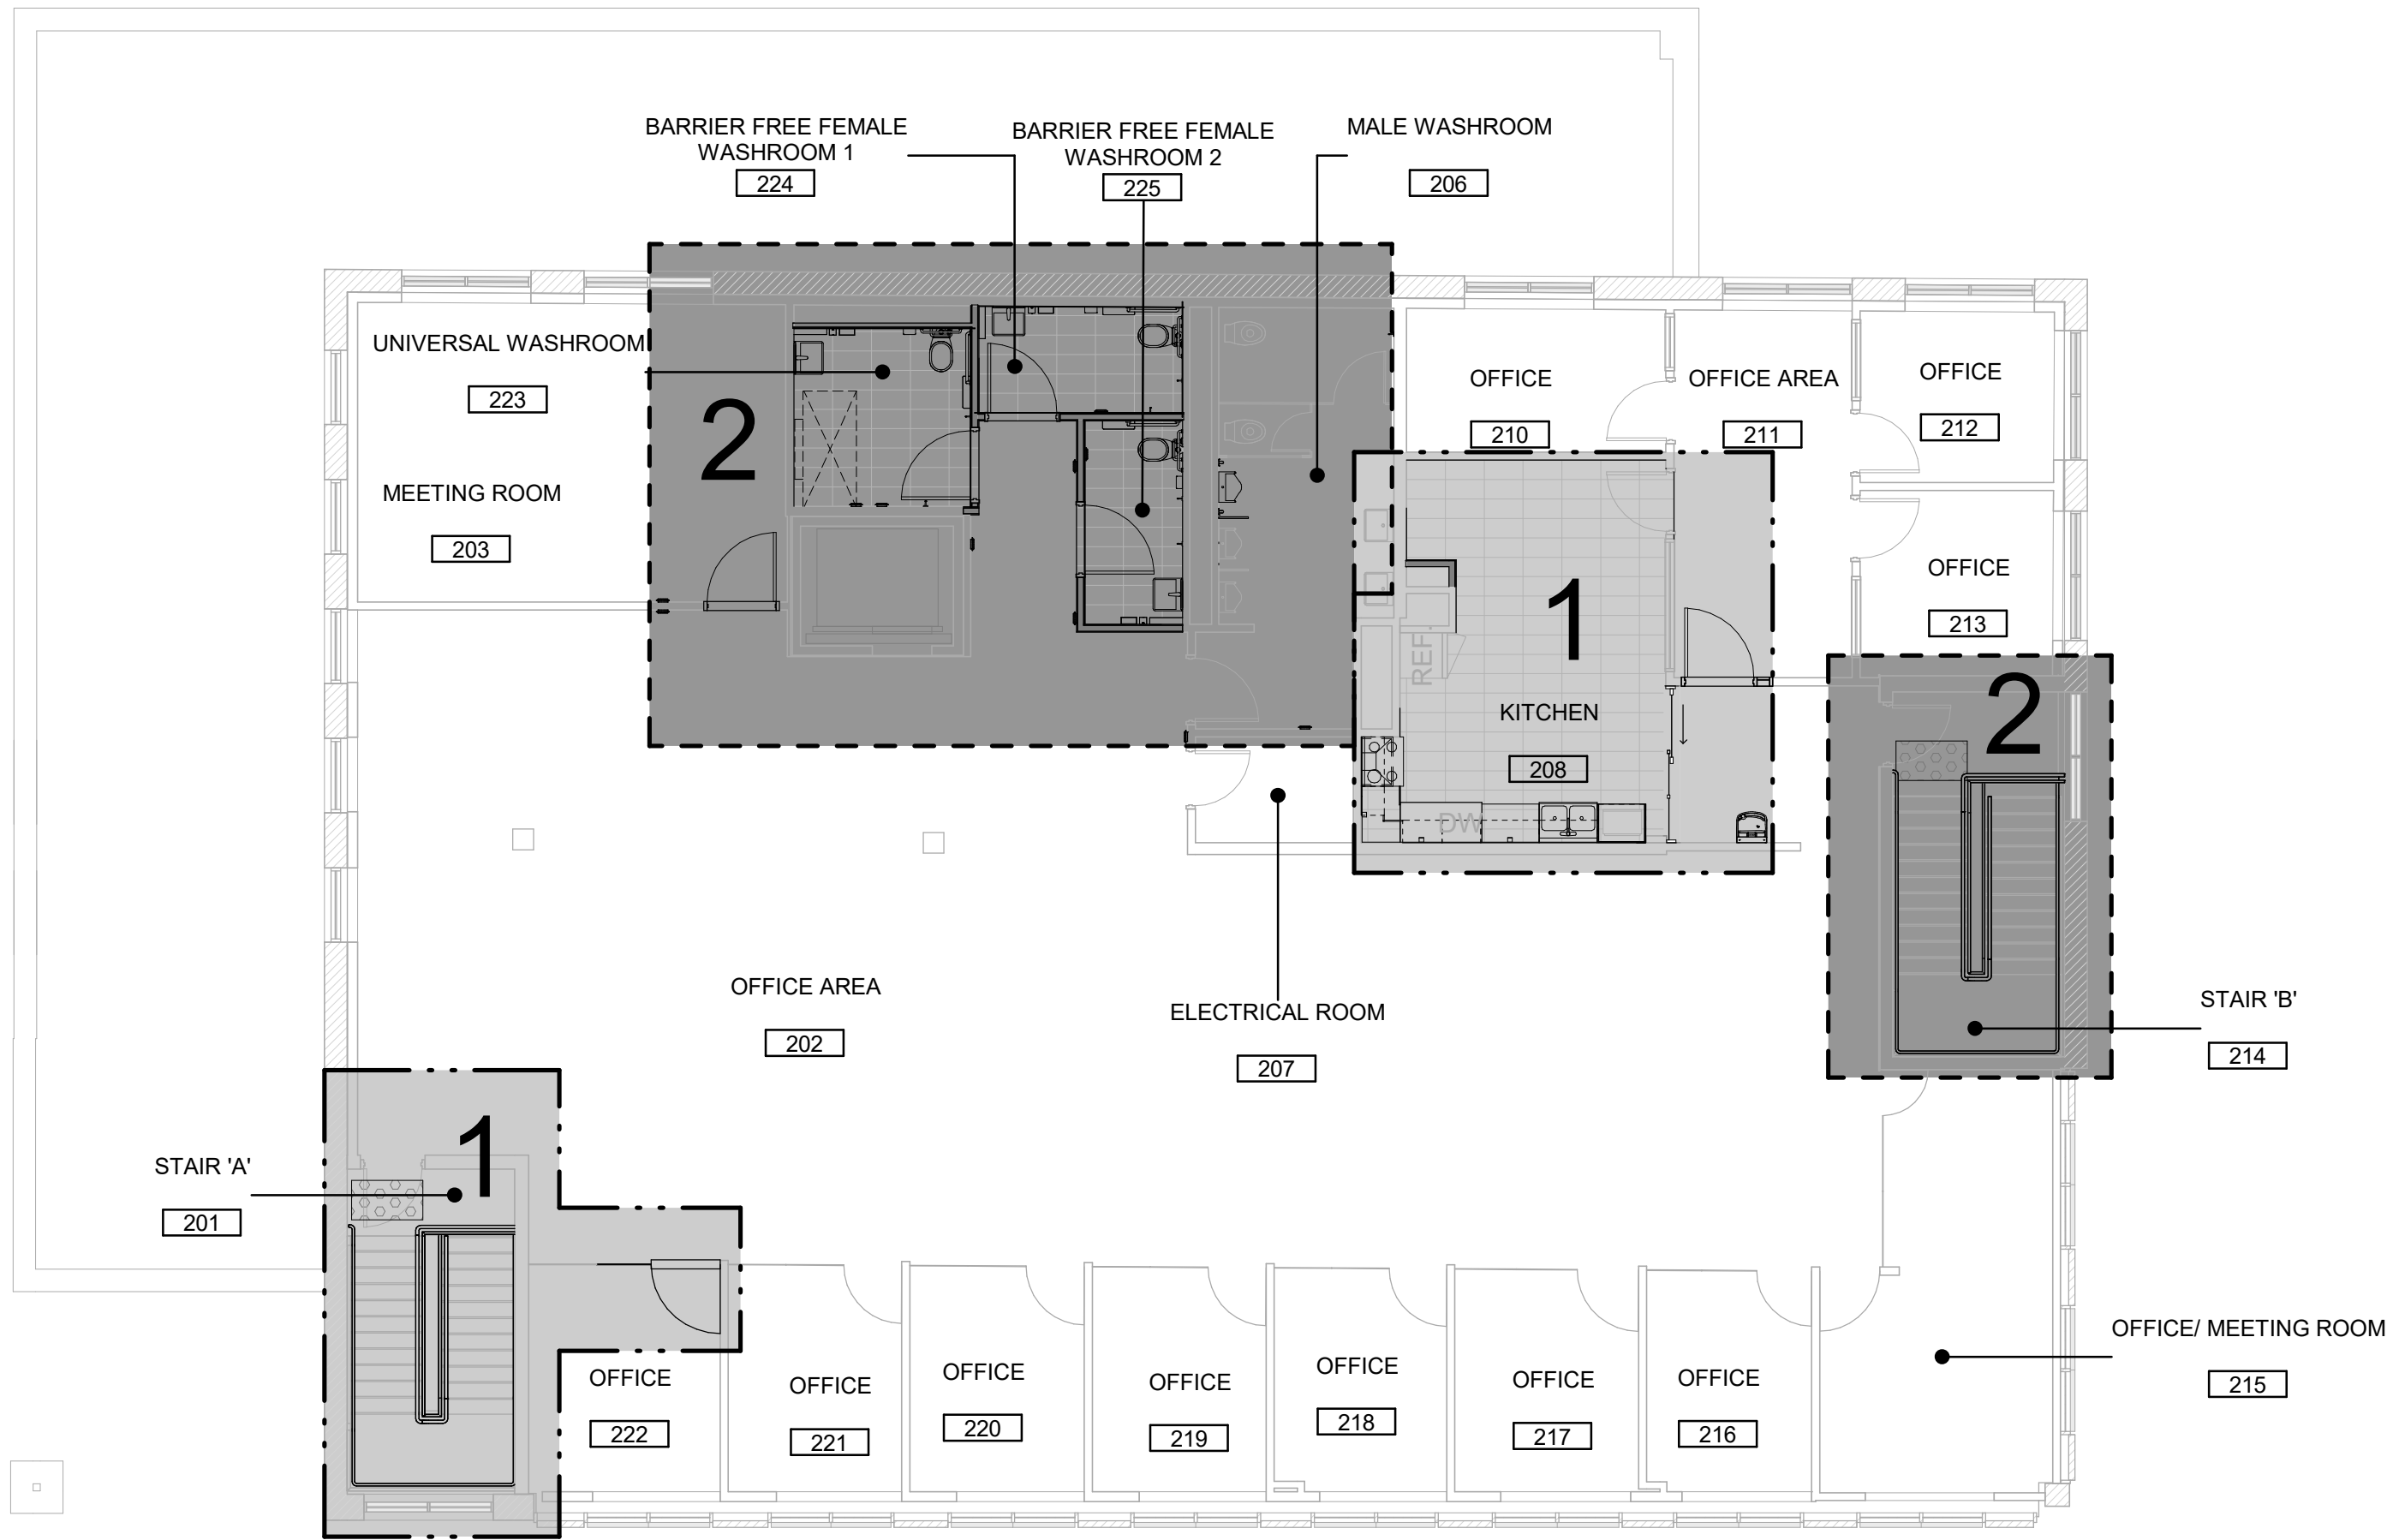 BARRIER FREE FEMALE
WASHROOM 1
224
BARRIER FREE FEMALE
WASHROOM 2
225
MALE WASHROOM
206
UNIVERSAL WASHROOM
223
2
MEETING ROOM
203
OFFICE
210
OFFICE AREA
211
OFFICE
212
OFFICE
213
1
REF
KITCHEN
208
DW
2
OFFICE AREA
202
ELECTRICAL ROOM
207
STAIR 'B'
214
1
STAIR 'A'
201
OFFICE/ MEETING ROOM
215
OFFICE
222
OFFICE
221
OFFICE
220
OFFICE
219
OFFICE
218
OFFICE
217
OFFICE
216